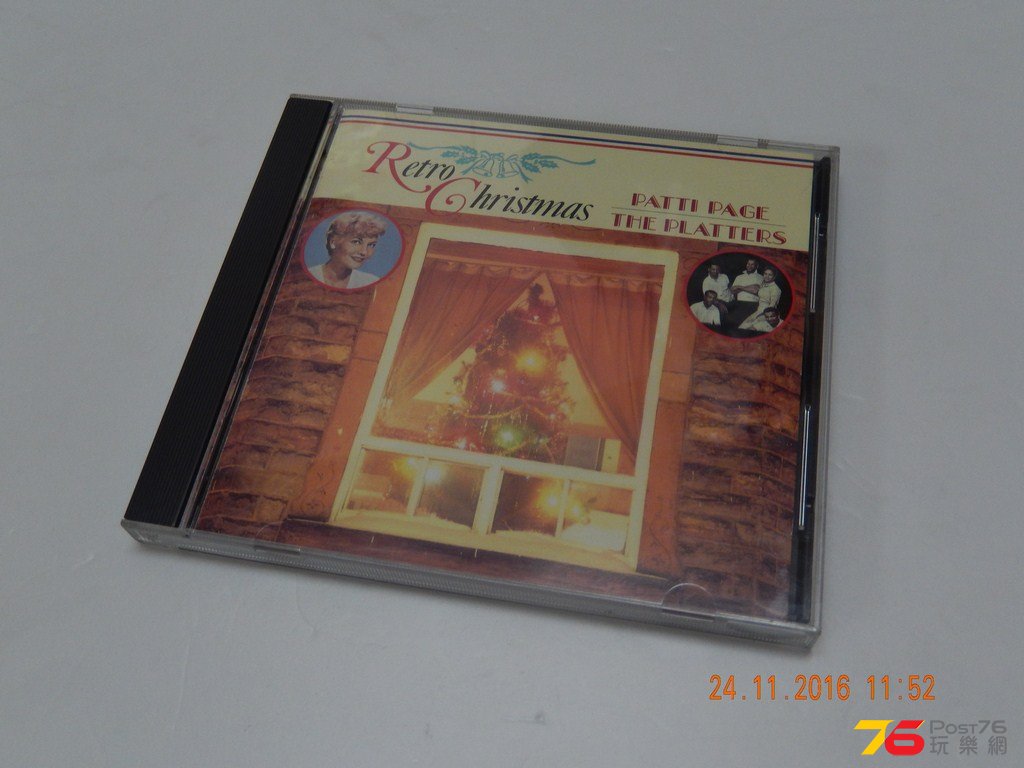 Retro
Christmas
PATTI PAGE
THE PLATTERS
24.11.2016 11:52
76 POST76
玩樂網